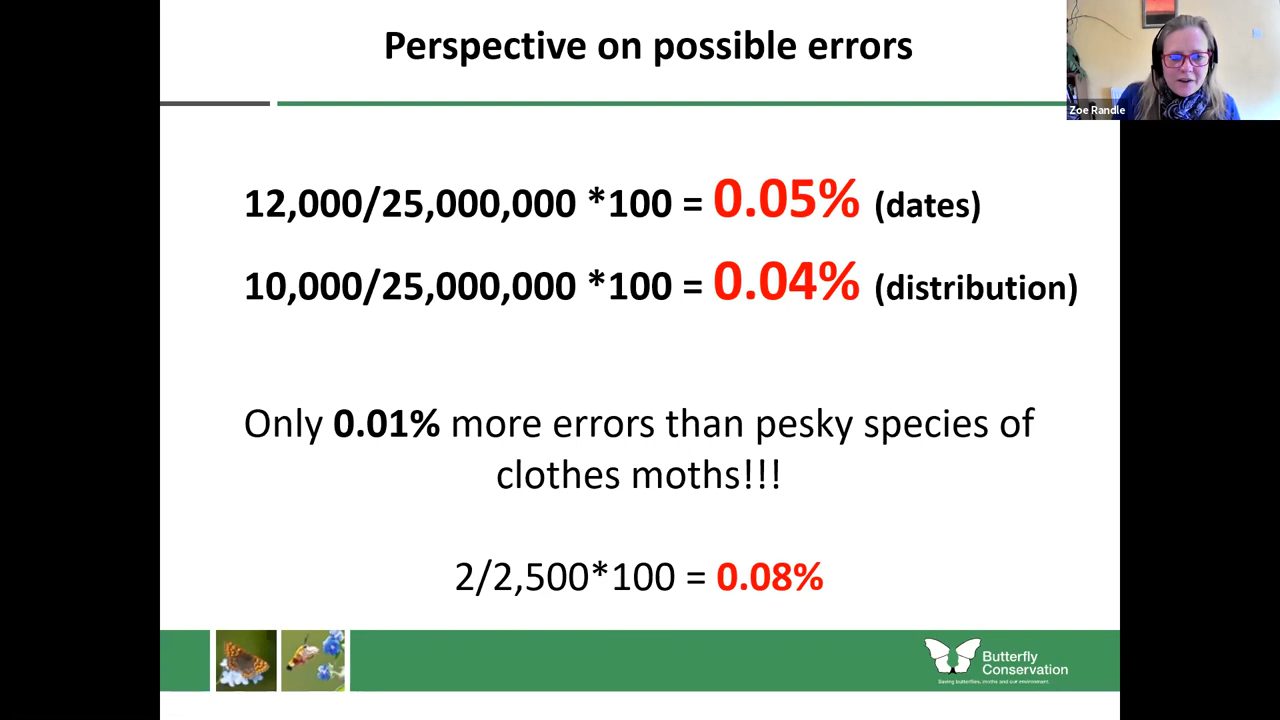 Perspective on possible errors
Zoe Randle
12,000/25,000,000 *100 = 0.05% (dates)
10,000/25,000,000 *100 = 0.04% (distribution)
Only 0.01% more errors than pesky species of
clothes moths!!!
2/2,500*100 = 0.08%
Butterfly
Conservation
Saving butterflies, moths and our environment